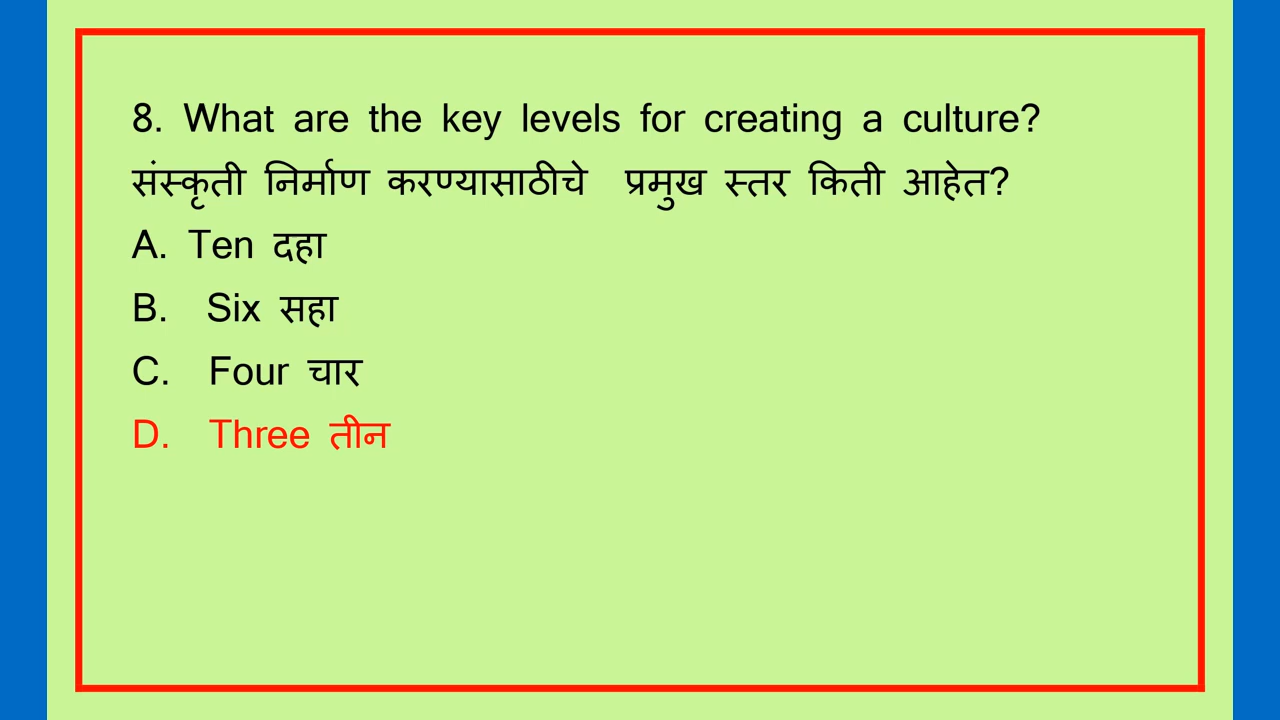 8. What are the key levels for creating a culture?
संस्कृती निर्माण करण्यासाठीचे प्रमुख स्तर किती आहेत?
A. Ten दहा
B. Six सहा
C. Four चार
D. Three तीन